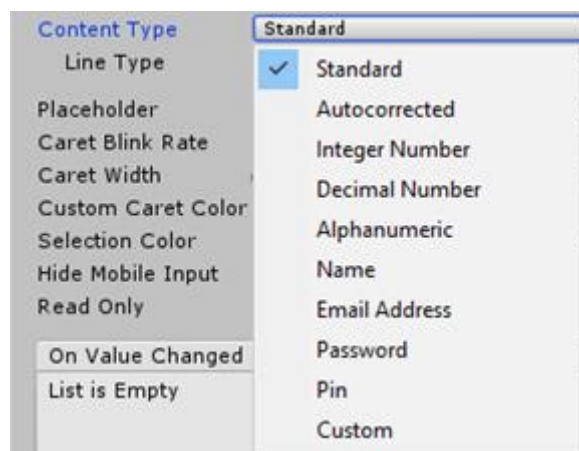 Content Type Standard
Line Type
Standard
Autocorrected
Integer Number
Decimal Number
Alphanumeric
Name
Email Address
Password
Pin
Custom
Placeholder
Caret Blink Rate
Caret Width
Custom Caret Color
Selection Color
Hide Mobile Input
Read Only
On Value Changed
List is Empty